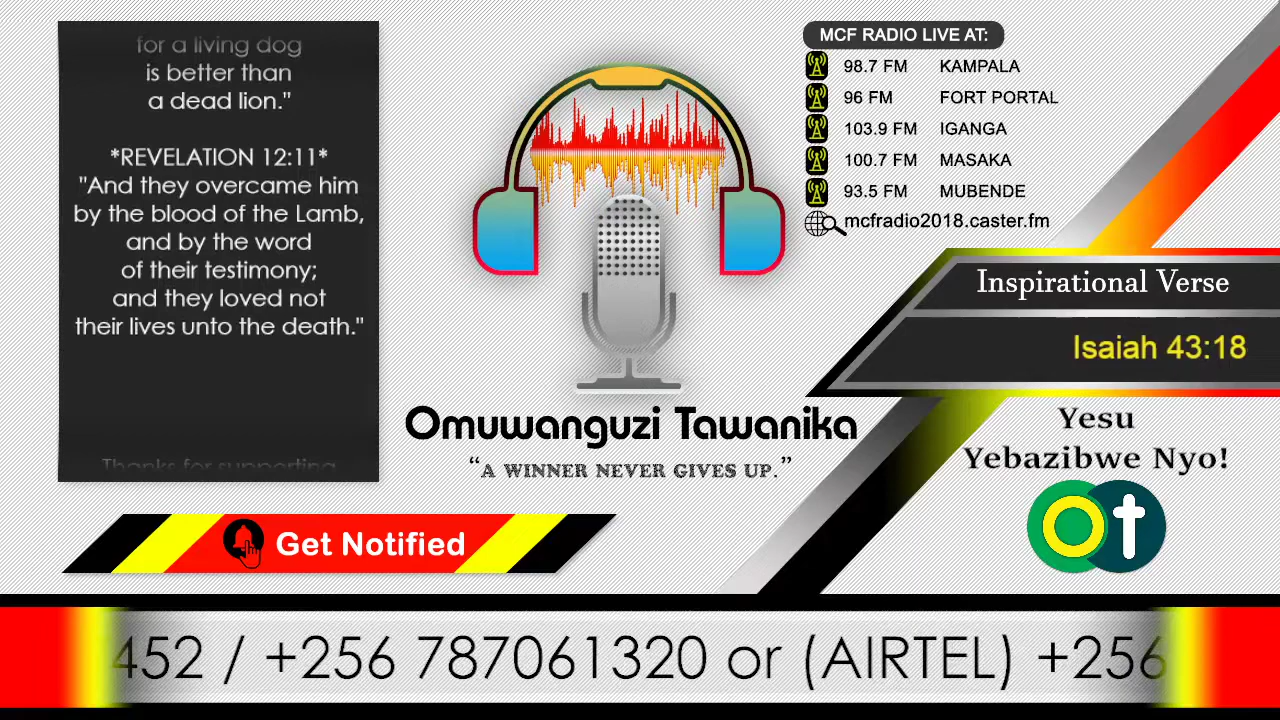 for a living dog
is better than
a dead lion."
*REVELATION 12:11*
"And they overcame him
by the blood of the Lamb,
and by the word
of their testimony;
and they loved not
their lives unto the death."
Thanks for supporting
Omuwanguzi Tawanika
“A WINNER NEVER GIVES UP.”
MCF RADIO LIVE AT:
98.7 FM KAMPALA
96 FM FORT PORTAL
103.9 FM IGANGA
100.7 FM MASAKA
93.5 FM MUBENDE
mcfradio2018.caster.fm
Inspirational Verse
Isaiah 43:18
Yesu
Yebazibwe Nyo!
Ot
Get Notified
452 / +256 787061320 or (AIRTEL) +256